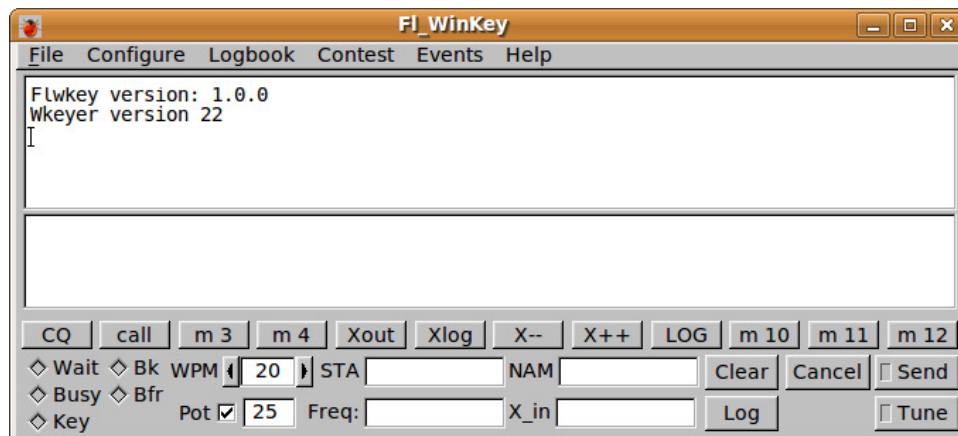 Fl_WinKey
File Configure Logbook Contest Events Help
Flwkey version: 1.0.0
Wkeyer version 22
CQ call m 3 m 4 Xout Xlog X-- X++ LOG m 10 m 11 m 12
Wait Bk WPM 20 STA NAM Clear Cancel Send
Busy Bfr
Key Pot 25 Freq: X_in Log Tune